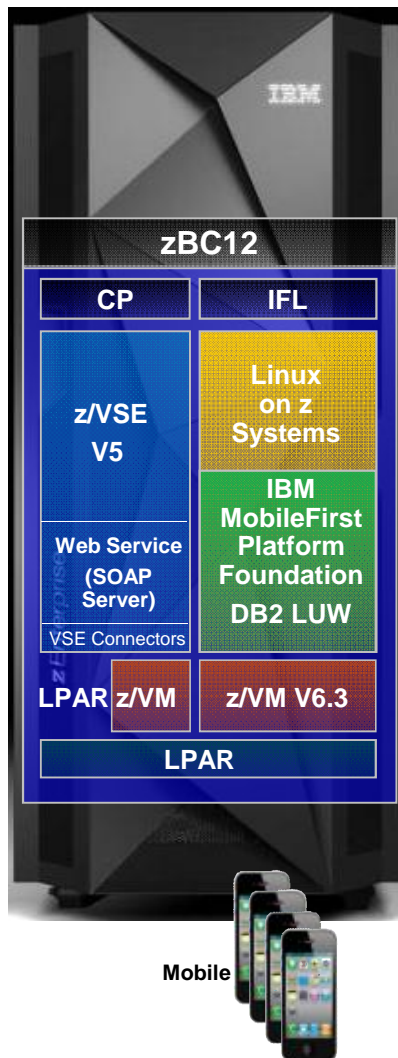 IBM
zBC12
CP
IFL
z/VSE
V5
Web Service
(SOAP
Server)
VSE Connectors
Linux
on z
Systems
IBM
MobileFirst
Platform
Foundation
DB2 LUW
zEnterprise
LPAR z/VM
z/VM V6.3
LPAR
Mobile